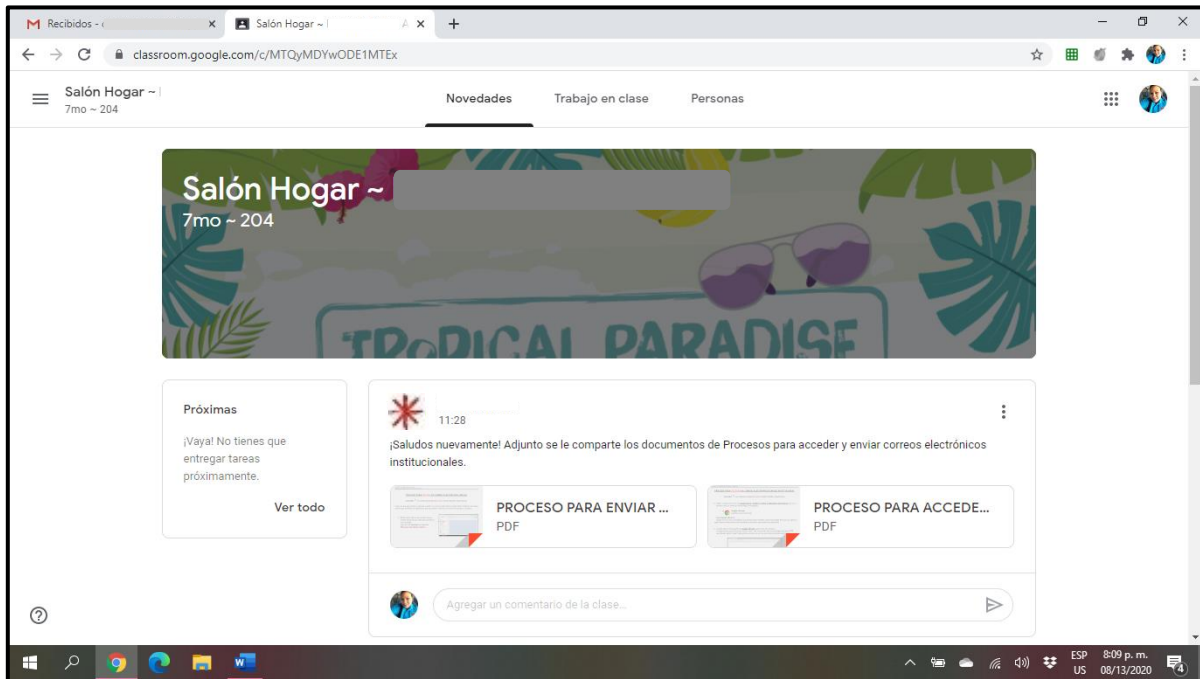 Recibidos -
Salón Hogar ~
classroom.google.com/c/MTQyMDYwODE1MTEx
Salón Hogar ~
7mo ~ 204
Novedades
Trabajo en clase
Personas
Salón Hogar ~
7mo ~ 204
TROPICAL PARADISE
Próximas
¡Vaya! No tienes que
entregar tareas
próximamente.
Ver todo
11:28
¡Saludos nuevamente! Adjunto se le comparte los documentos de Procesos para acceder y enviar correos electrónicos
institucionales.
PROCESO PARA ENVIAR ...
PDF
PROCESO PARA ACCEDE...
PDF
Agregar un comentario de la clase...
ESP
US
8:09 p. m.
08/13/2020
4